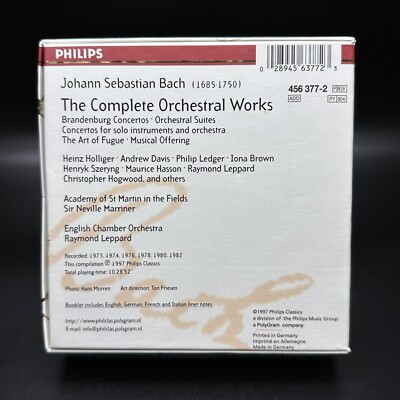 PHILIPS
0 28945 63772 5
Johann Sebastian Bach (1685-1750)
456 377-2
ADD
PY 804
The Complete Orchestral Works
Brandenburg Concertos · Orchestral Suites
Concertos for solo instruments and orchestra
The Art of Fugue · Musical Offering
Heinz Holliger · Andrew Davis · Philip Ledger · Iona Brown
Henryk Szeryng · Maurice Hasson · Raymond Leppard
Christopher Hogwood, and others
Academy of St Martin in the Fields
Sir Neville Marriner
English Chamber Orchestra
Raymond Leppard
Recorded: 1973, 1974, 1976, 1978, 1980, 1982
This compilation ℗ 1997 Philips Classics
Total playing-time: 10.28.52
Photo: Hans Morren Art direction: Ton Friesen
Booklet includes English, German, French and Italian liner notes.
http://www.philclas.polygram.nl
E-mail info@philclas.polygram.nl
©1997 Philips Classics
a division of the Philips Music Group
a PolyGram company
Printed in Germany
Imprimé en Allemagne
Made in Germany